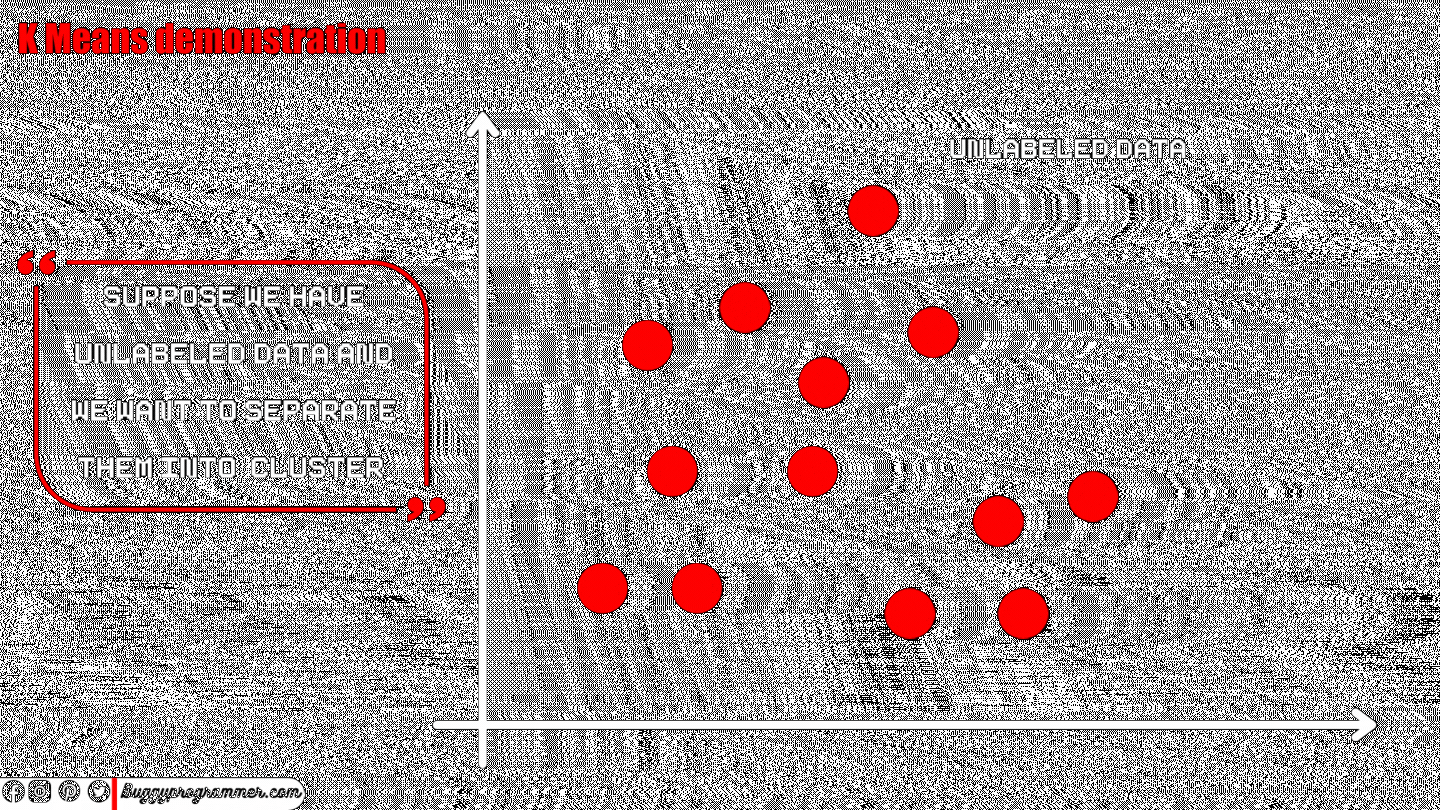 K Means demonstration
UNLABELED DATA
“
SUPPOSE WE HAVE
UNLABELED DATA AND
WE WANT TO SEPARATE
THEM INTO CLUSTER
”
Buggyprogrammer.com